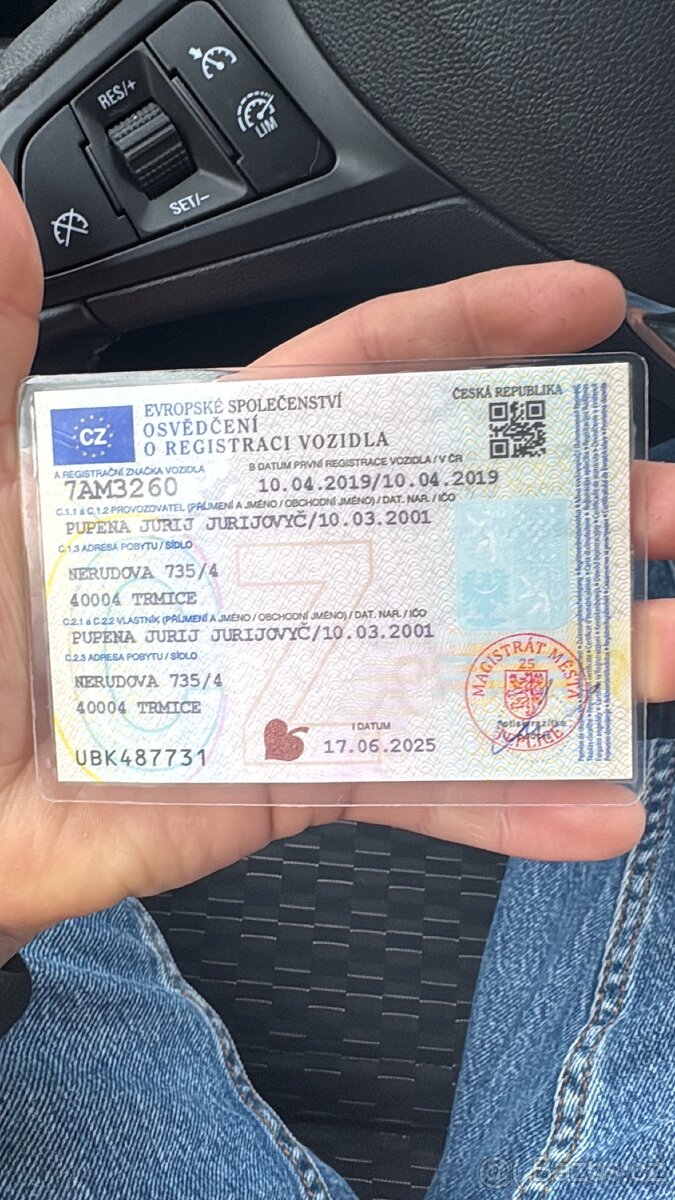 RES/+
LIM
SET/-
ČESKÁ REPUBLIKA
CZ
EVROPSKÉ SPOLEČENSTVÍ
OSVĚDČENÍ
O REGISTRACI VOZIDLA
A REGISTRAČNÍ ZNAČKA VOZIDLA
B DATUM PRVNÍ REGISTRACE VOZIDLA / V ČR
7AM3260
10.04.2019/10.04.2019
C.1.1 a C.1.2 PROVOZOVATEL (PŘÍJMENÍ A JMÉNO / OBCHODNÍ JMÉNO) / DAT. NAR. / IČO
PUPENA JURIJ JURIJOVYČ/10.03.2001
C.1.3 ADRESA POBYTU / SÍDLO
NERUDOVA 735/4
40004 TRMICE
C.2.1 a C.2.2 VLASTNÍK (PŘÍJMENÍ A JMÉNO / OBCHODNÍ JMÉNO) / DAT. NAR. / IČO
PUPENA JURIJ JURIJOVYČ/10.03.2001
C.2.3 ADRESA POBYTU / SÍDLO
NERUDOVA 735/4
40004 TRMICE
MAGISTRÁT MĚSTA
25
TEPLICE
I DATUM
17.06.2025
UBK487731